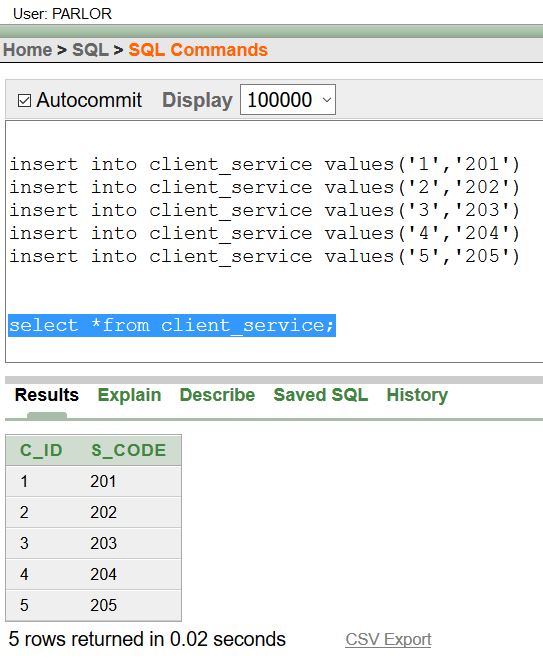 User: PARLOR
Home > SQL > SQL Commands
Autocommit Display 100000
insert into client_service values('1','201')
insert into client_service values('2','202')
insert into client_service values('3','203')
insert into client_service values('4','204')
insert into client_service values('5','205')
select *from client_service;
Results Explain Describe Saved SQL History
C_ID S_CODE
1 201
2 202
3 203
4 204
5 205
5 rows returned in 0.02 seconds CSV Export